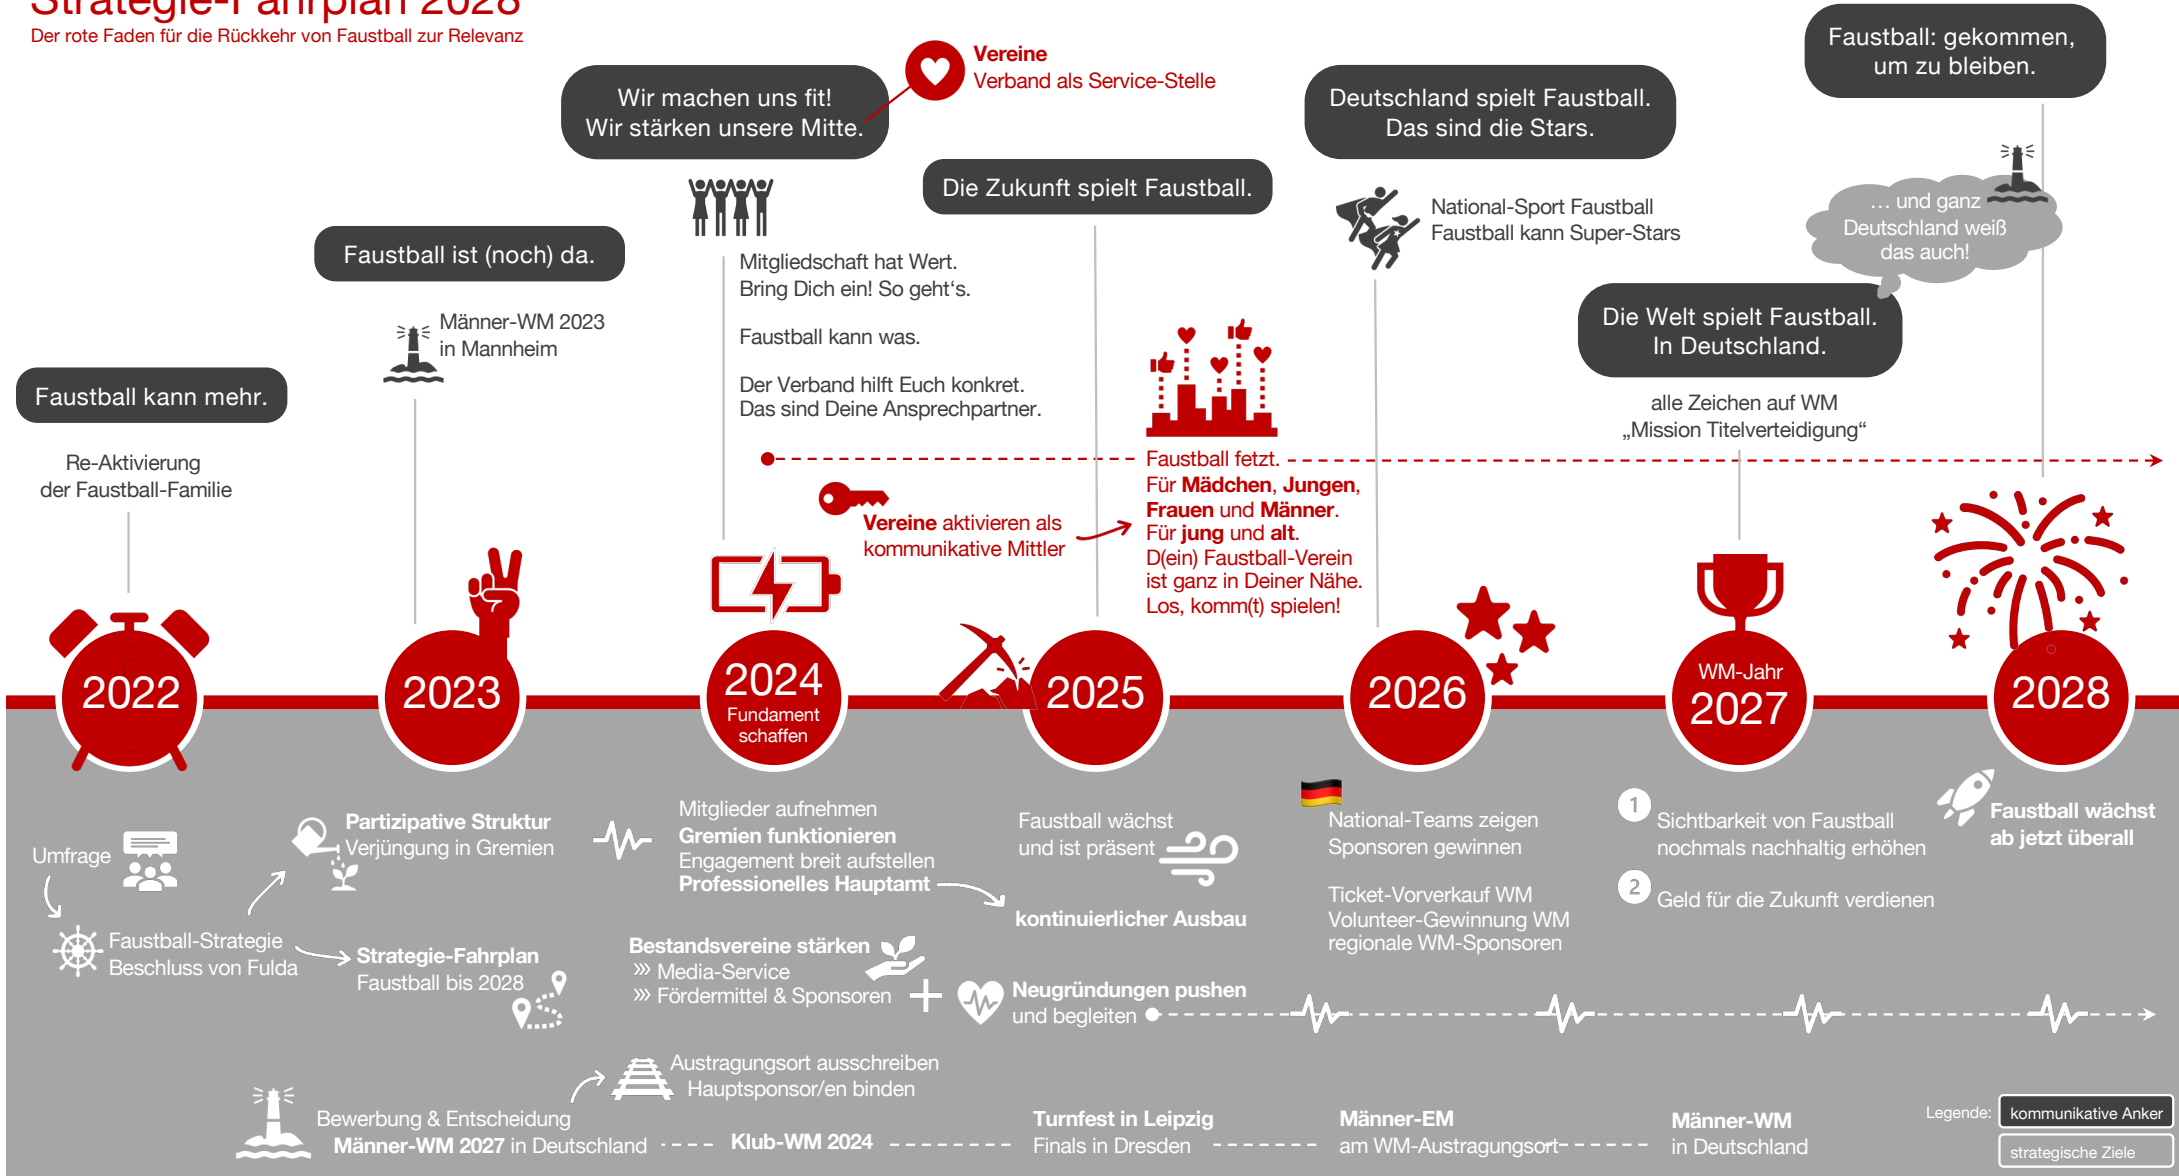 Strategie-Fahrplan 2028
Der rote Faden für die Rückkehr von Faustball zur Relevanz
Faustball kann mehr.
Re-Aktivierung
der Faustball-Familie
Faustball ist (noch) da.
Männer-WM 2023
in Mannheim
Wir machen uns fit!
Wir stärken unsere Mitte.
Vereine
Verband als Service-Stelle
Mitgliedschaft hat Wert.
Bring Dich ein! So geht's.
Faustball kann was.
Der Verband hilft Euch konkret.
Das sind Deine Ansprechpartner.
Vereine aktivieren als
kommunikative Mittler
Die Zukunft spielt Faustball.
Faustball fetzt.
Für Mädchen, Jungen,
Frauen und Männer.
Für jung und alt.
D(ein) Faustball-Verein
ist ganz in Deiner Nähe.
Los, komm(t) spielen!
Deutschland spielt Faustball.
Das sind die Stars.
National-Sport Faustball
Faustball kann Super-Stars
Die Welt spielt Faustball.
In Deutschland.
alle Zeichen auf WM
„Mission Titelverteidigung“
Faustball: gekommen,
um zu bleiben.
… und ganz
Deutschland weiß
das auch!
2022
2023
2024
Fundament
schaffen
2025
2026
WM-Jahr
2027
2028
Umfrage
Faustball-Strategie
Beschluss von Fulda
Partizipative Struktur
Verjüngung in Gremien
Strategie-Fahrplan
Faustball bis 2028
Mitglieder aufnehmen
Gremien funktionieren
Engagement breit aufstellen
Professionelles Hauptamt
Bestandsvereine stärken
»» Media-Service
»» Fördermittel & Sponsoren
Faustball wächst
und ist präsent
kontinuierlicher Ausbau
Neugründungen pushen
und begleiten
National-Teams zeigen
Sponsoren gewinnen
Ticket-Vorverkauf WM
Volunteer-Gewinnung WM
regionale WM-Sponsoren
1
Sichtbarkeit von Faustball
nochmals nachhaltig erhöhen
2
Geld für die Zukunft verdienen
Faustball wächst
ab jetzt überall
Austragungsort ausschreiben
Hauptsponsor/en binden
Bewerbung & Entscheidung
Männer-WM 2027 in Deutschland
Klub-WM 2024
Turnfest in Leipzig
Finals in Dresden
Männer-EM
am WM-Austragungsort
Männer-WM
in Deutschland
Legende:
kommunikative Anker
strategische Ziele